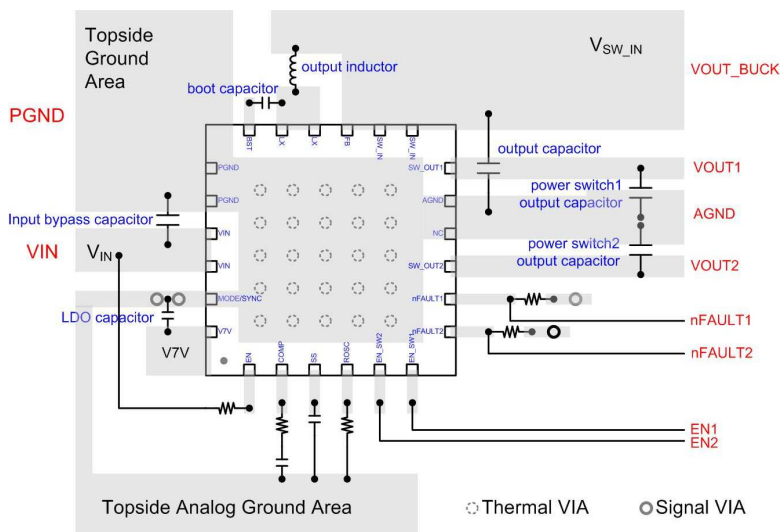 Topside
Ground
Area
VSW_IN
output inductor
boot capacitor
VOUT_BUCK
PGND
BST
LX
LX
FB
SW_IN
SW_IN
output capacitor
PGND
SW_OUT1
VOUT1
power switch1
output capacitor
PGND
AGND
AGND
Input bypass capacitor
VIN
NC
power switch2
output capacitor
VIN
VIN
VIN
SW_OUT2
VOUT2
MODE/SYNC
nFAULT1
LDO capacitor
nFAULT1
V7V
nFAULT2
V7V
nFAULT2
EN
COMP
SS
ROSC
EN_SW2
EN_SW1
EN1
EN2
Topside Analog Ground Area
Thermal VIA
Signal VIA